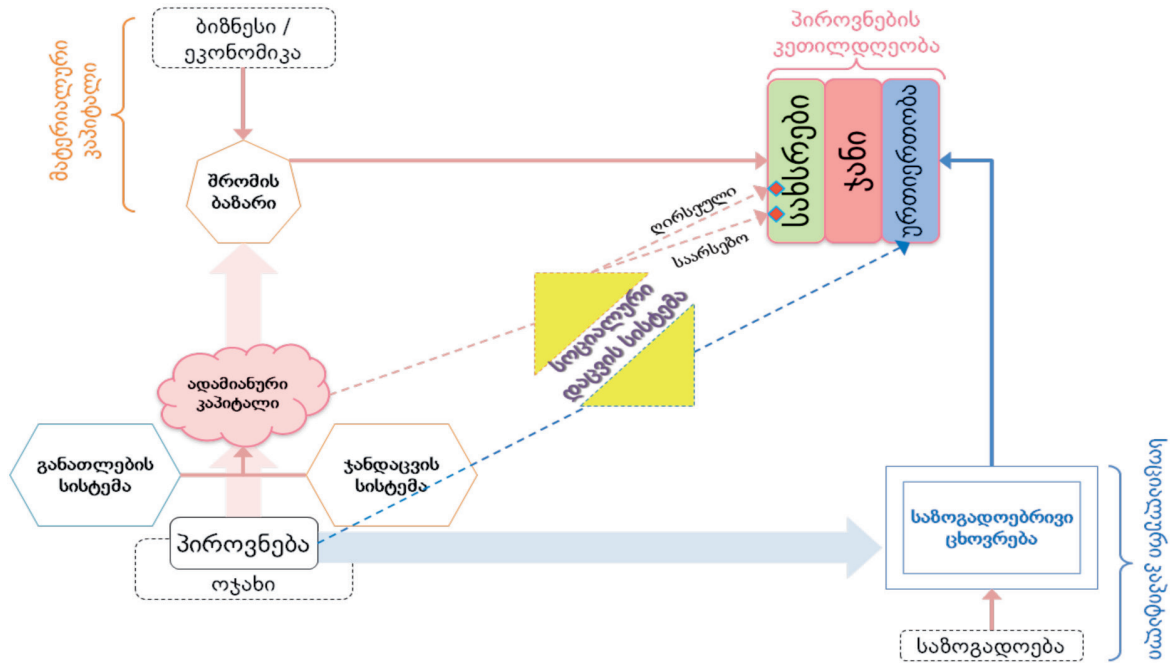 ბიზნესი /
ეკონომიკა
მატერიალური
კაპიტალი
პიროვნების
კეთილდღეობა
სახსრები
ჯანი
ურთიერთობა
შრომის
ბაზარი
ღირსეული
საარსებო
სოციალური
დაცვის სისტემა
ადამიანური
კაპიტალი
განათლების
სისტემა
ჯანდაცვის
სისტემა
პიროვნება
ოჯახი
საზოგადოებრივი
ცხოვრება
სოციალური კაპიტალი
საზოგადოება